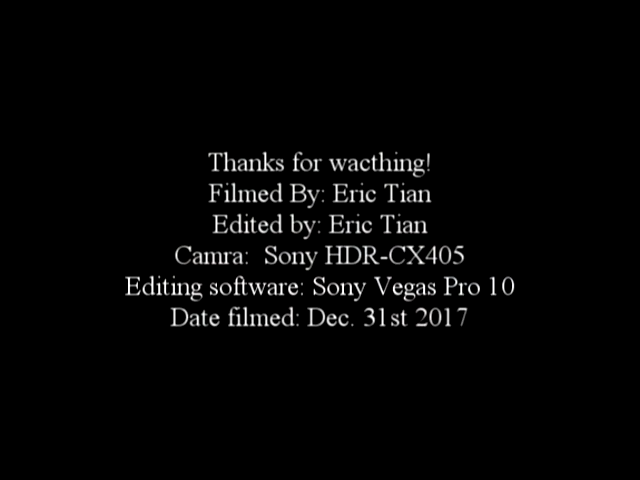 Thanks for wacthing!
Filmed By: Eric Tian
Edited by: Eric Tian
Camra:  Sony HDR-CX405
Editing software: Sony Vegas Pro 10
Date filmed: Dec. 31st 2017